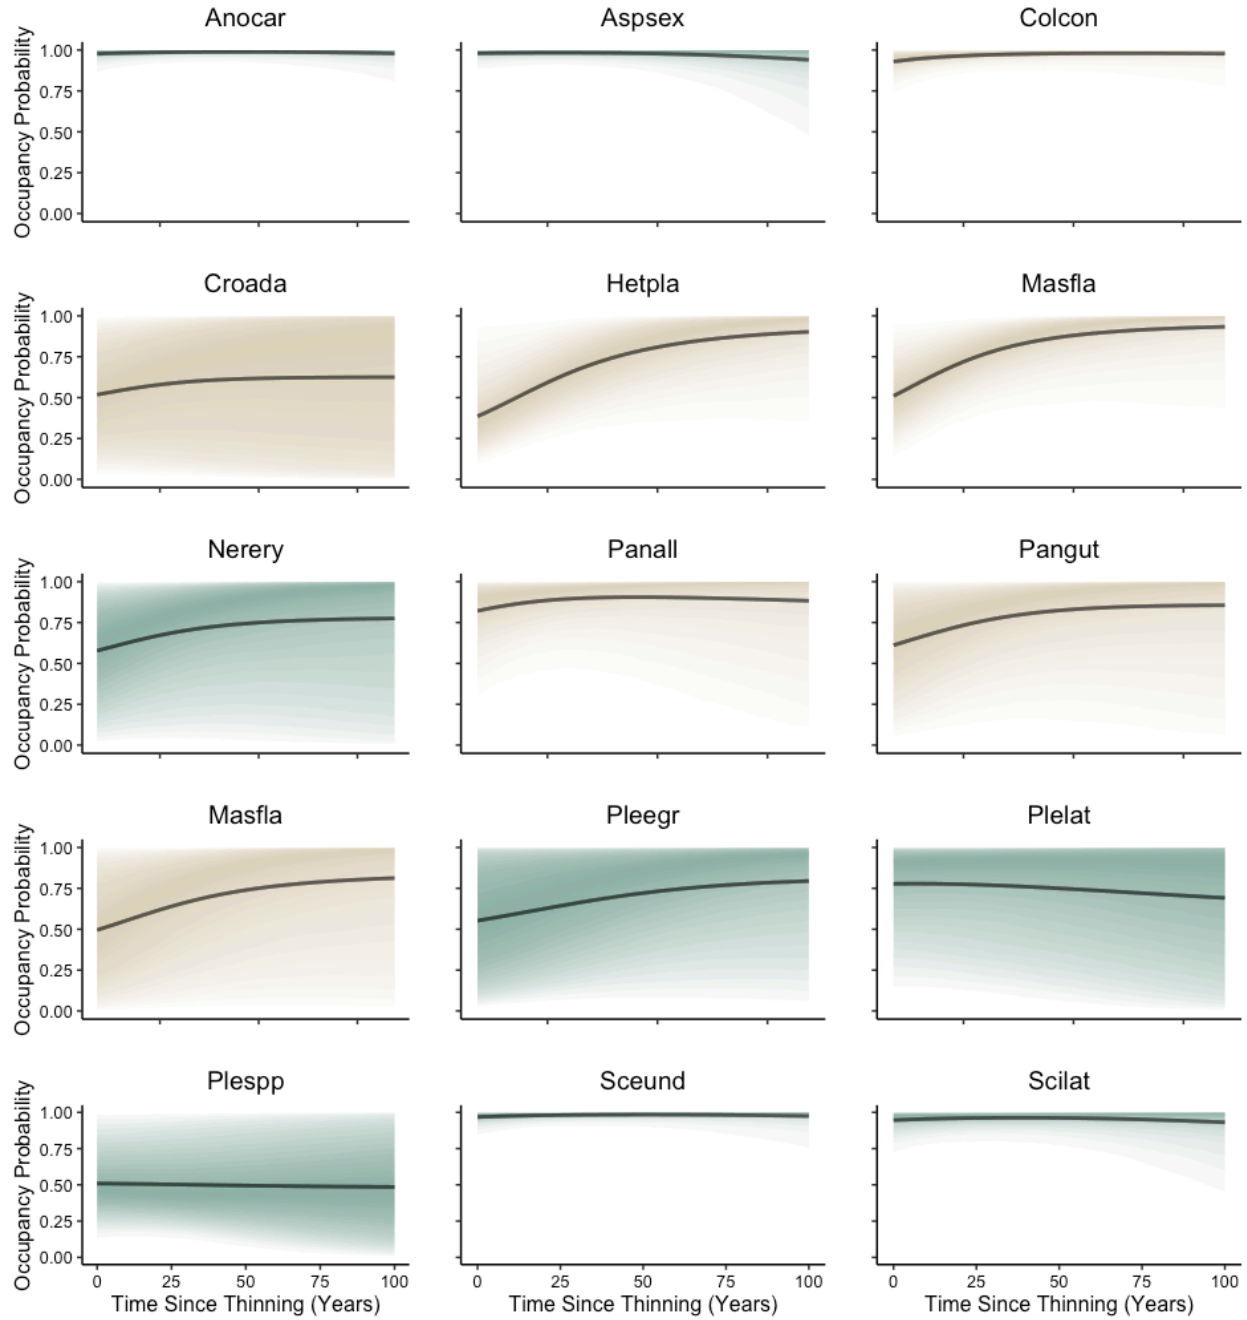 Anocar Aspsex Colcon
Occupancy Probability
1.00
0.75
0.50
0.25
0.00
Croada Hetpla Masfla
Occupancy Probability
1.00
0.75
0.50
0.25
0.00
Nerery Panall Pangut
Occupancy Probability
1.00
0.75
0.50
0.25
0.00
Masfla Pleegr Plelat
Occupancy Probability
1.00
0.75
0.50
0.25
0.00
Plespp Sceund Scilat
Occupancy Probability
1.00
0.75
0.50
0.25
0.00
0 25 50 75 100 0 25 50 75 100 0 25 50 75 100
Time Since Thinning (Years) Time Since Thinning (Years) Time Since Thinning (Years)